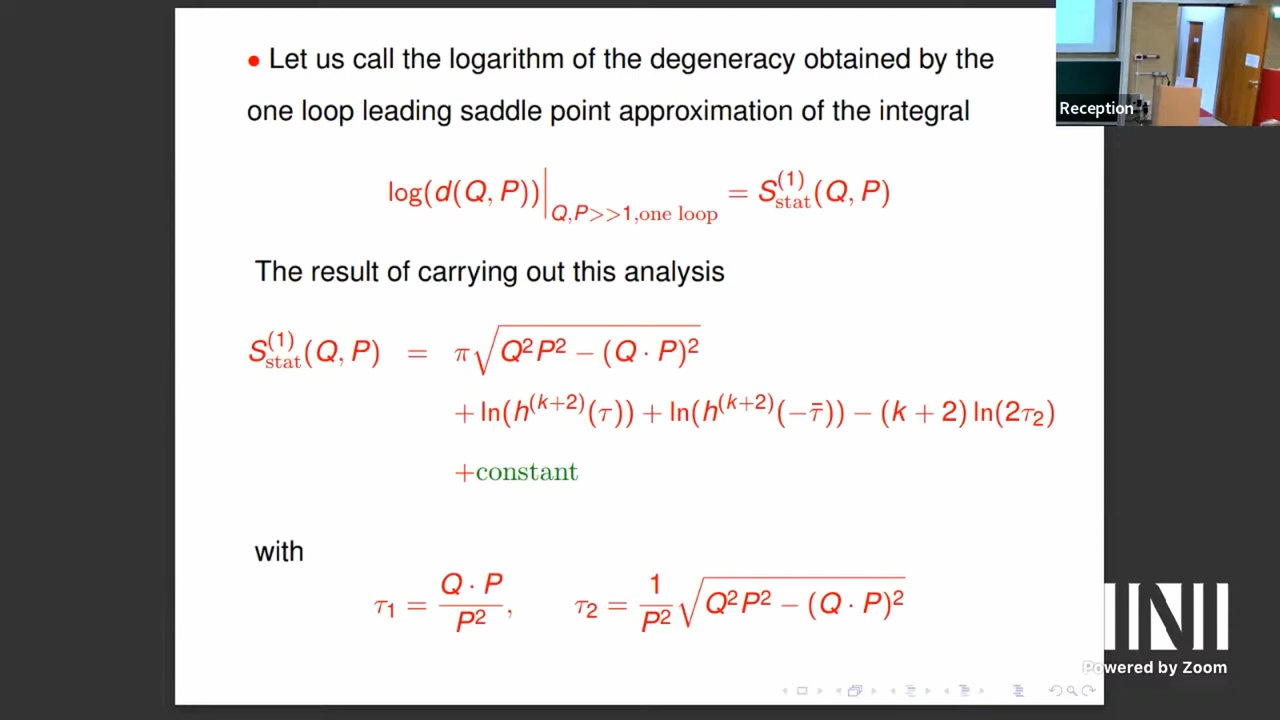 • Let us call the logarithm of the degeneracy obtained by the
one loop leading saddle point approximation of the integral
log(d(Q, P))|_{Q,P>>1,one loop} = S^{(1)}_{stat}(Q, P)
The result of carrying out this analysis
S^{(1)}_{stat}(Q, P) = π√(Q²P² − (Q · P)²)
+ ln(h^{(k+2)}(τ)) + ln(h^{(k+2)}(−τ̄)) − (k + 2) ln(2τ₂)
+constant
with
τ₁ = Q · P / P², τ₂ = 1/P² √(Q²P² − (Q · P)²)
Reception
INI
Powered by Zoom